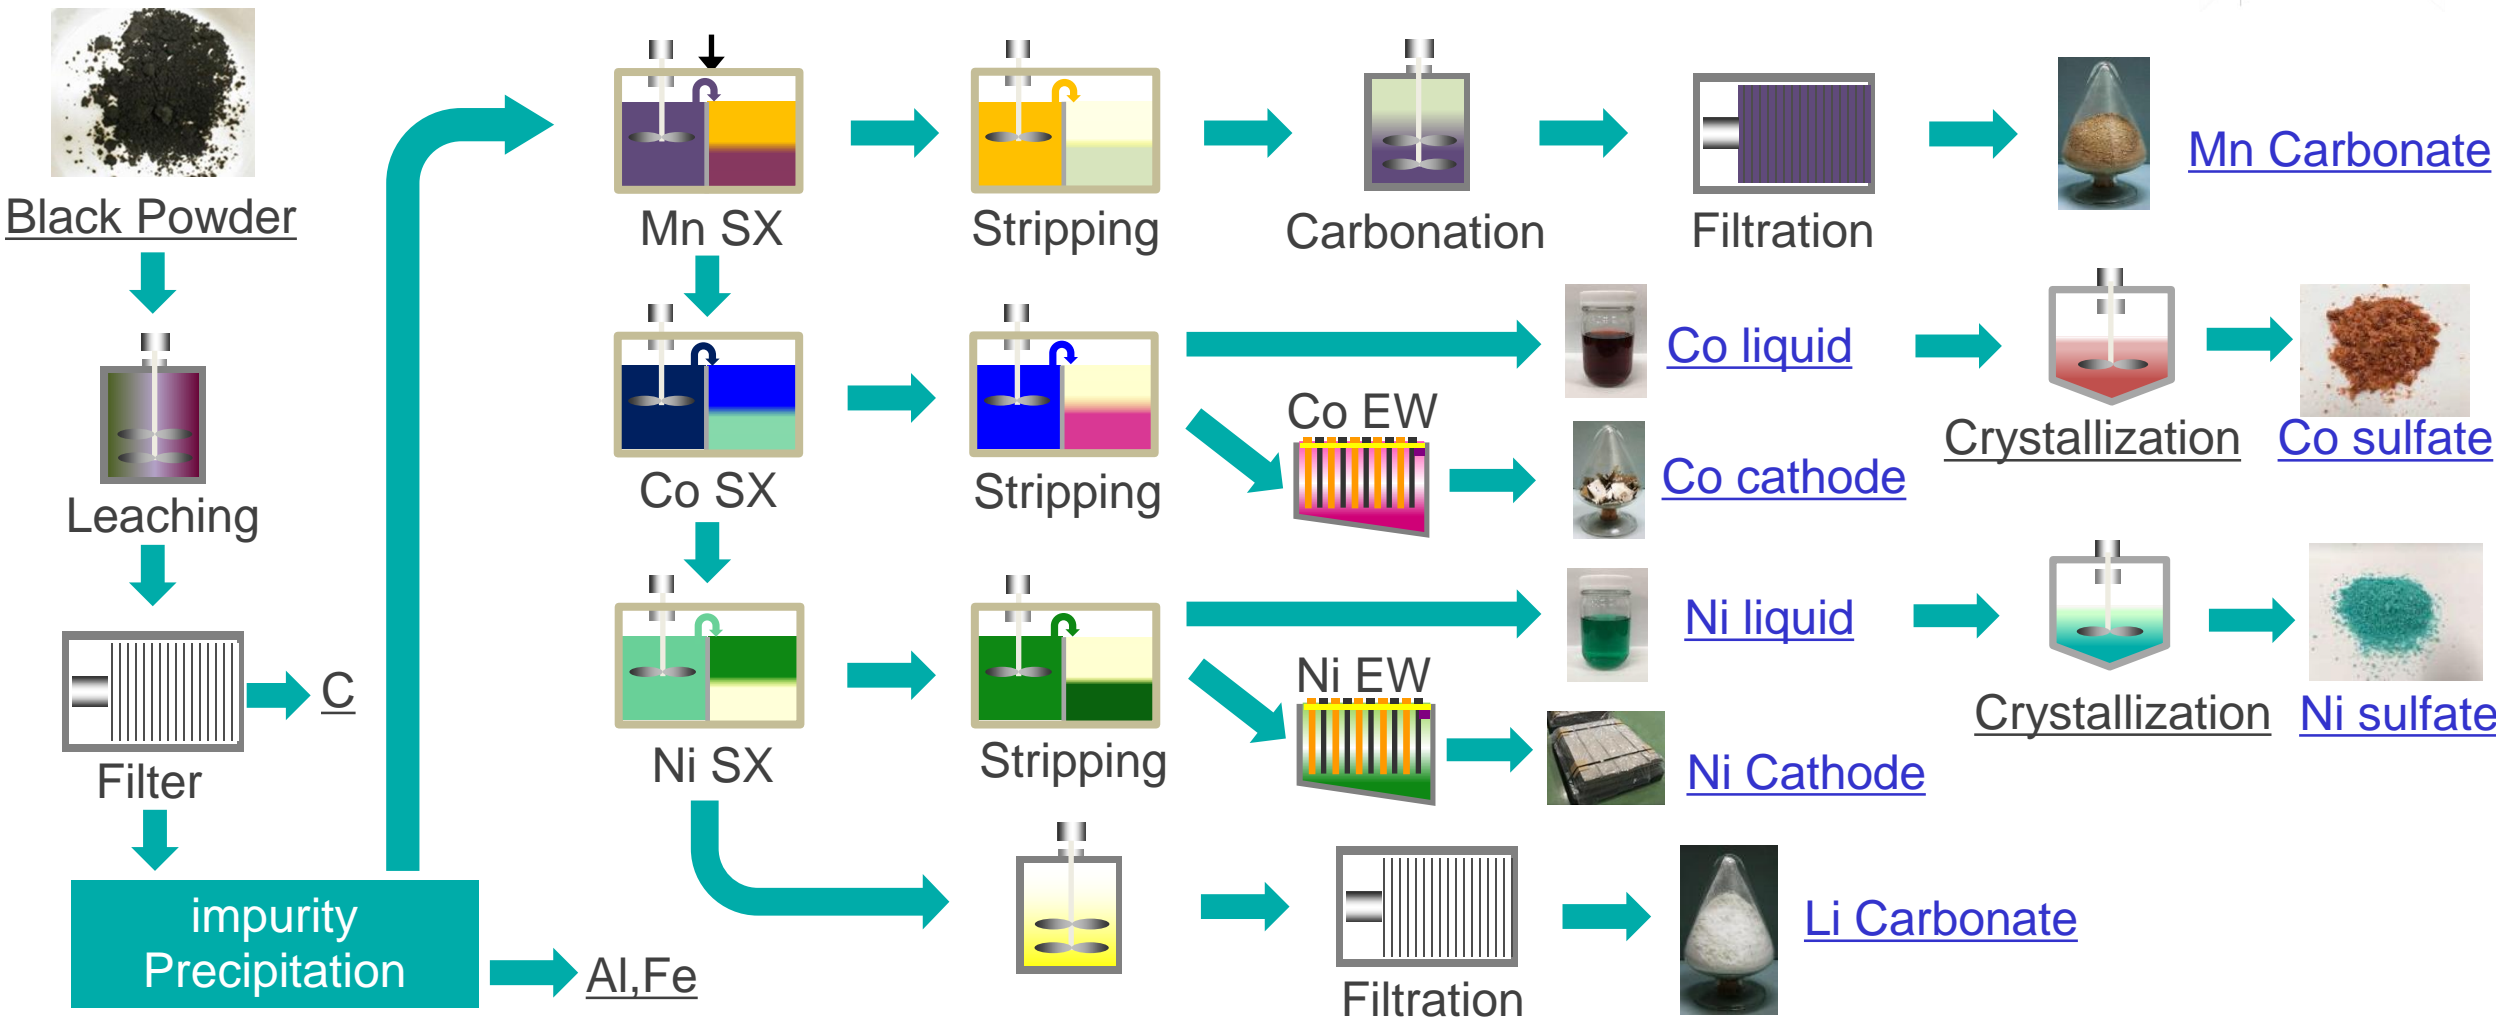 Black Powder
Leaching
Filter
C
impurity
Precipitation
Al,Fe
Mn SX
Stripping
Carbonation
Filtration
Mn Carbonate
Co SX
Stripping
Co liquid
Crystallization
Co sulfate
Co EW
Co cathode
Ni SX
Stripping
Ni liquid
Crystallization
Ni sulfate
Ni EW
Ni Cathode
Filtration
Li Carbonate